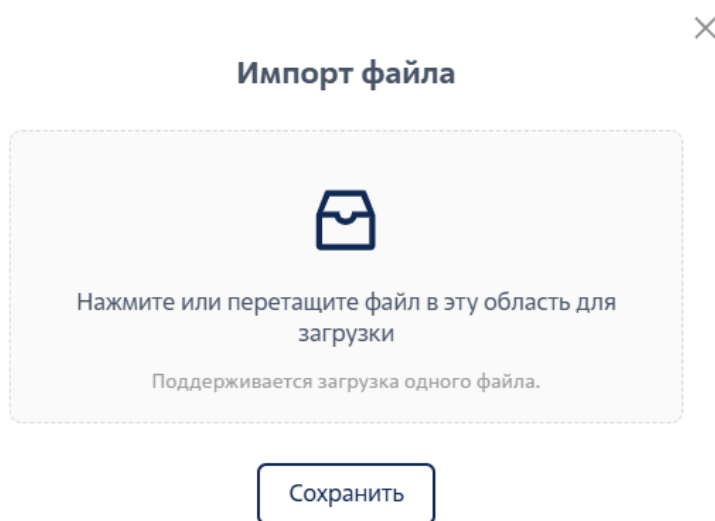 Импорт файла
Нажмите или перетащите файл в эту область для
загрузки
Поддерживается загрузка одного файла.
Сохранить